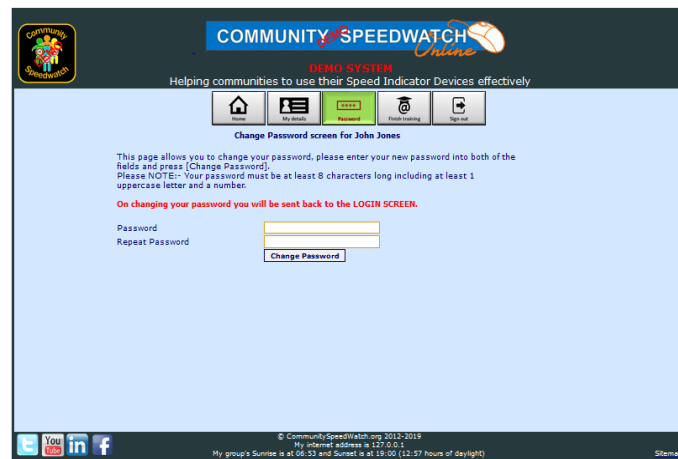 Community
Speedwatch
COMMUNITY SPEEDWATCH
DEMO
Online
DEMO SYSTEM
Helping communities to use their Speed Indicator Devices effectively
Home My details Password Finish training Sign out
Change Password screen for John Jones
This page allows you to change your password, please enter your new password into both of the
fields and press [Change Password].
Please NOTE:- Your password must be at least 8 characters long including at least 1
uppercase letter and a number.
On changing your password you will be sent back to the LOGIN SCREEN.
Password
Repeat Password
Change Password
You Tube in f
© CommunitySpeedWatch.org 2012-2019
My internet address is 127.0.0.1
My group's Sunrise is at 06:53 and Sunset is at 19:00 (12:57 hours of daylight)
Sitema